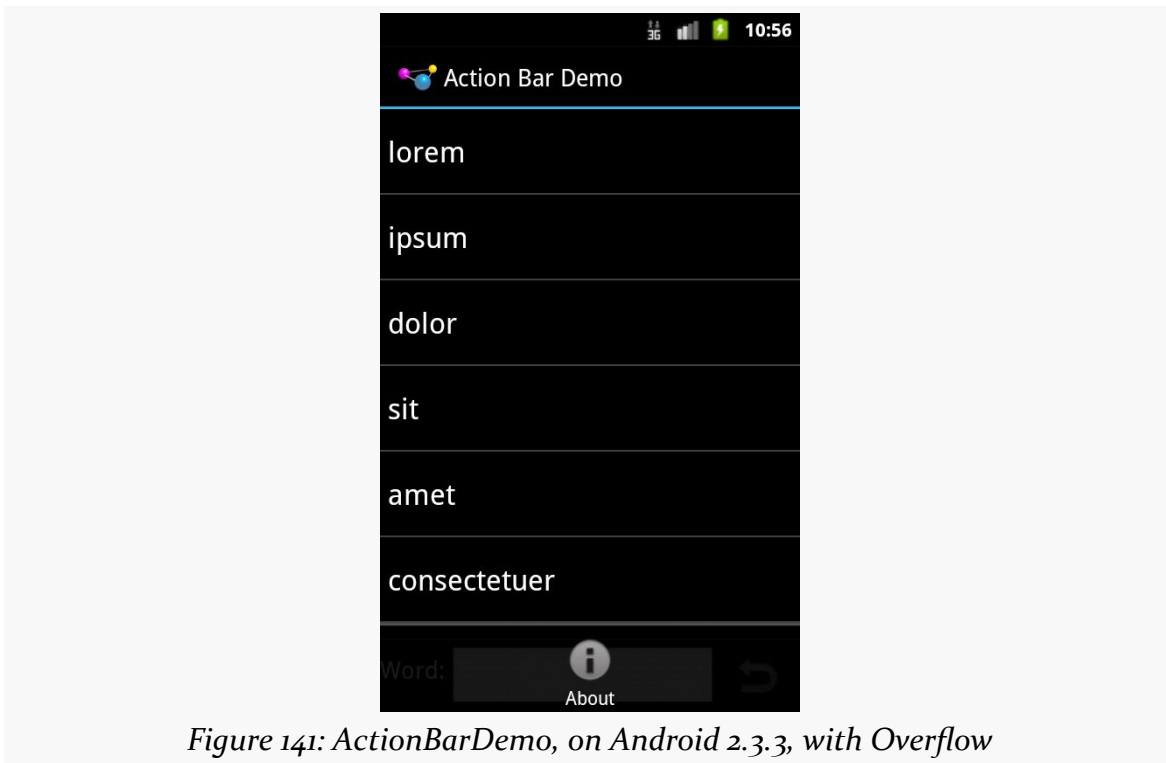 3G 10:56
Action Bar Demo
lorem
ipsum
dolor
sit
amet
consectetuer
Word:
About
Figure 141: ActionBarDemo, on Android 2.3.3, with Overflow